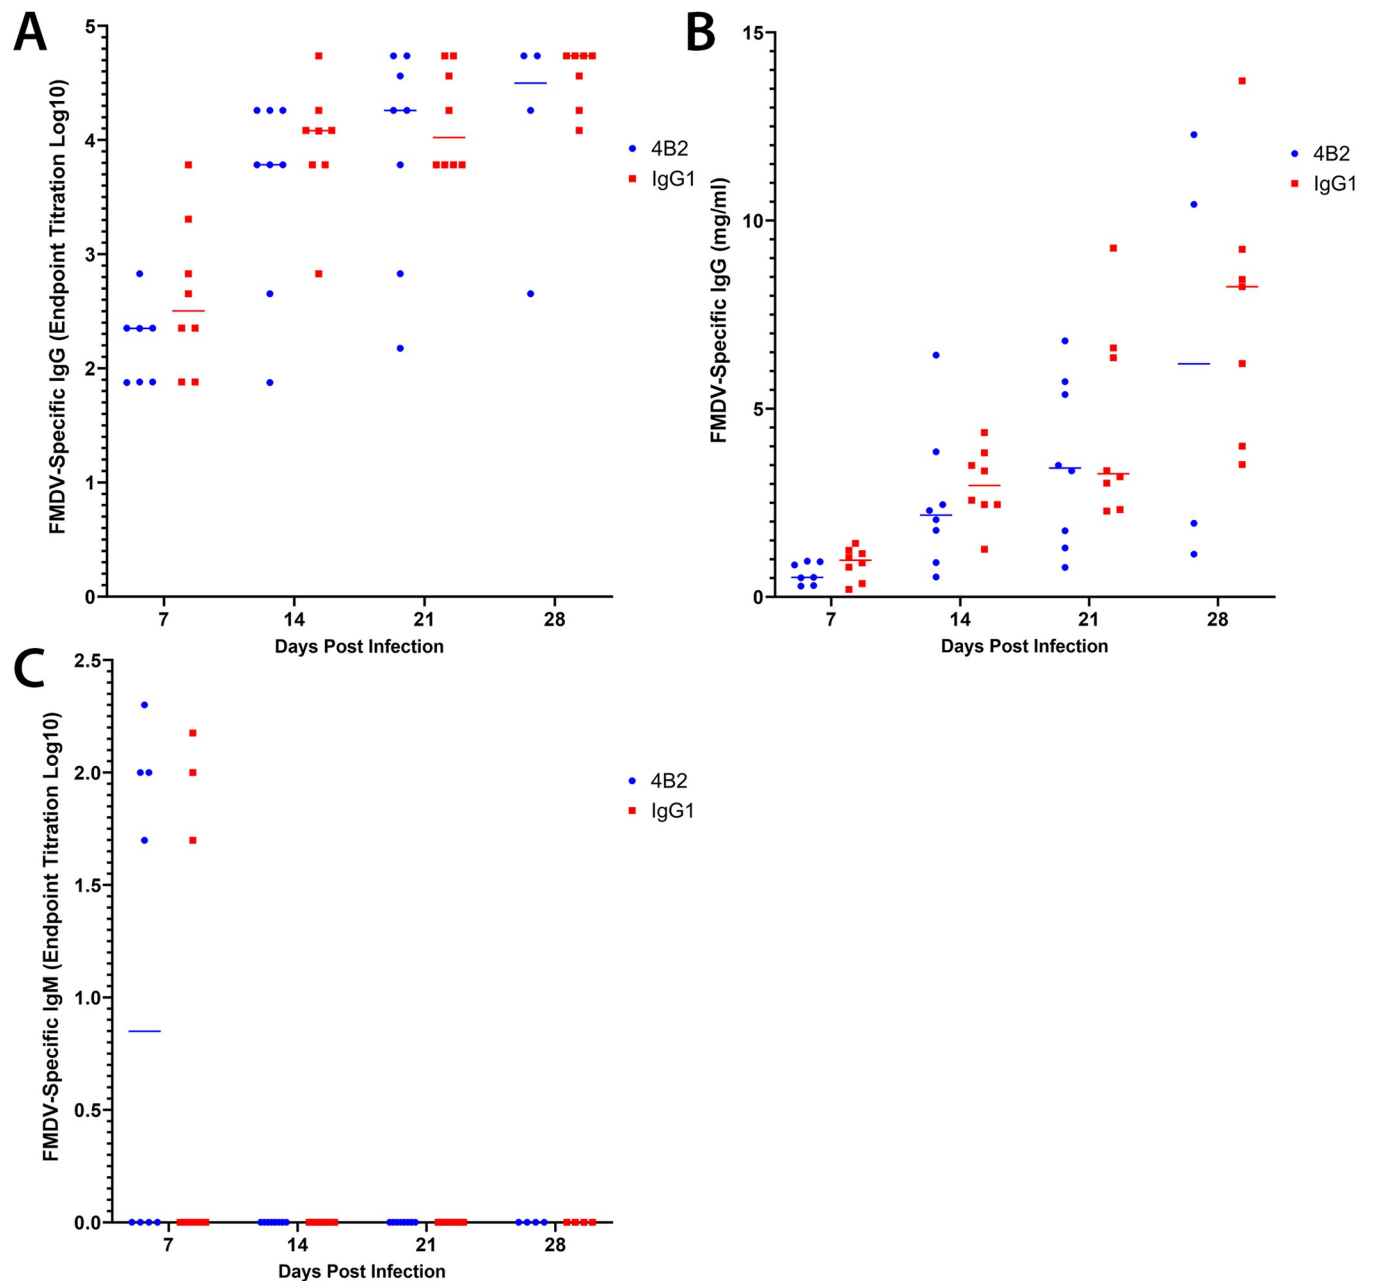 A
FMDV-Specific IgG (Endpoint Titration Log10)
5
4
3
2
1
0
7 14 21 28
Days Post Infection
4B2
IgG1
B
FMDV-Specific IgG (mg/ml)
15
10
5
0
7 14 21 28
Days Post Infection
4B2
IgG1
C
FMDV-Specific IgM (Endpoint Titration Log10)
2.5
2.0
1.5
1.0
0.5
0.0
7 14 21 28
Days Post Infection
4B2
IgG1